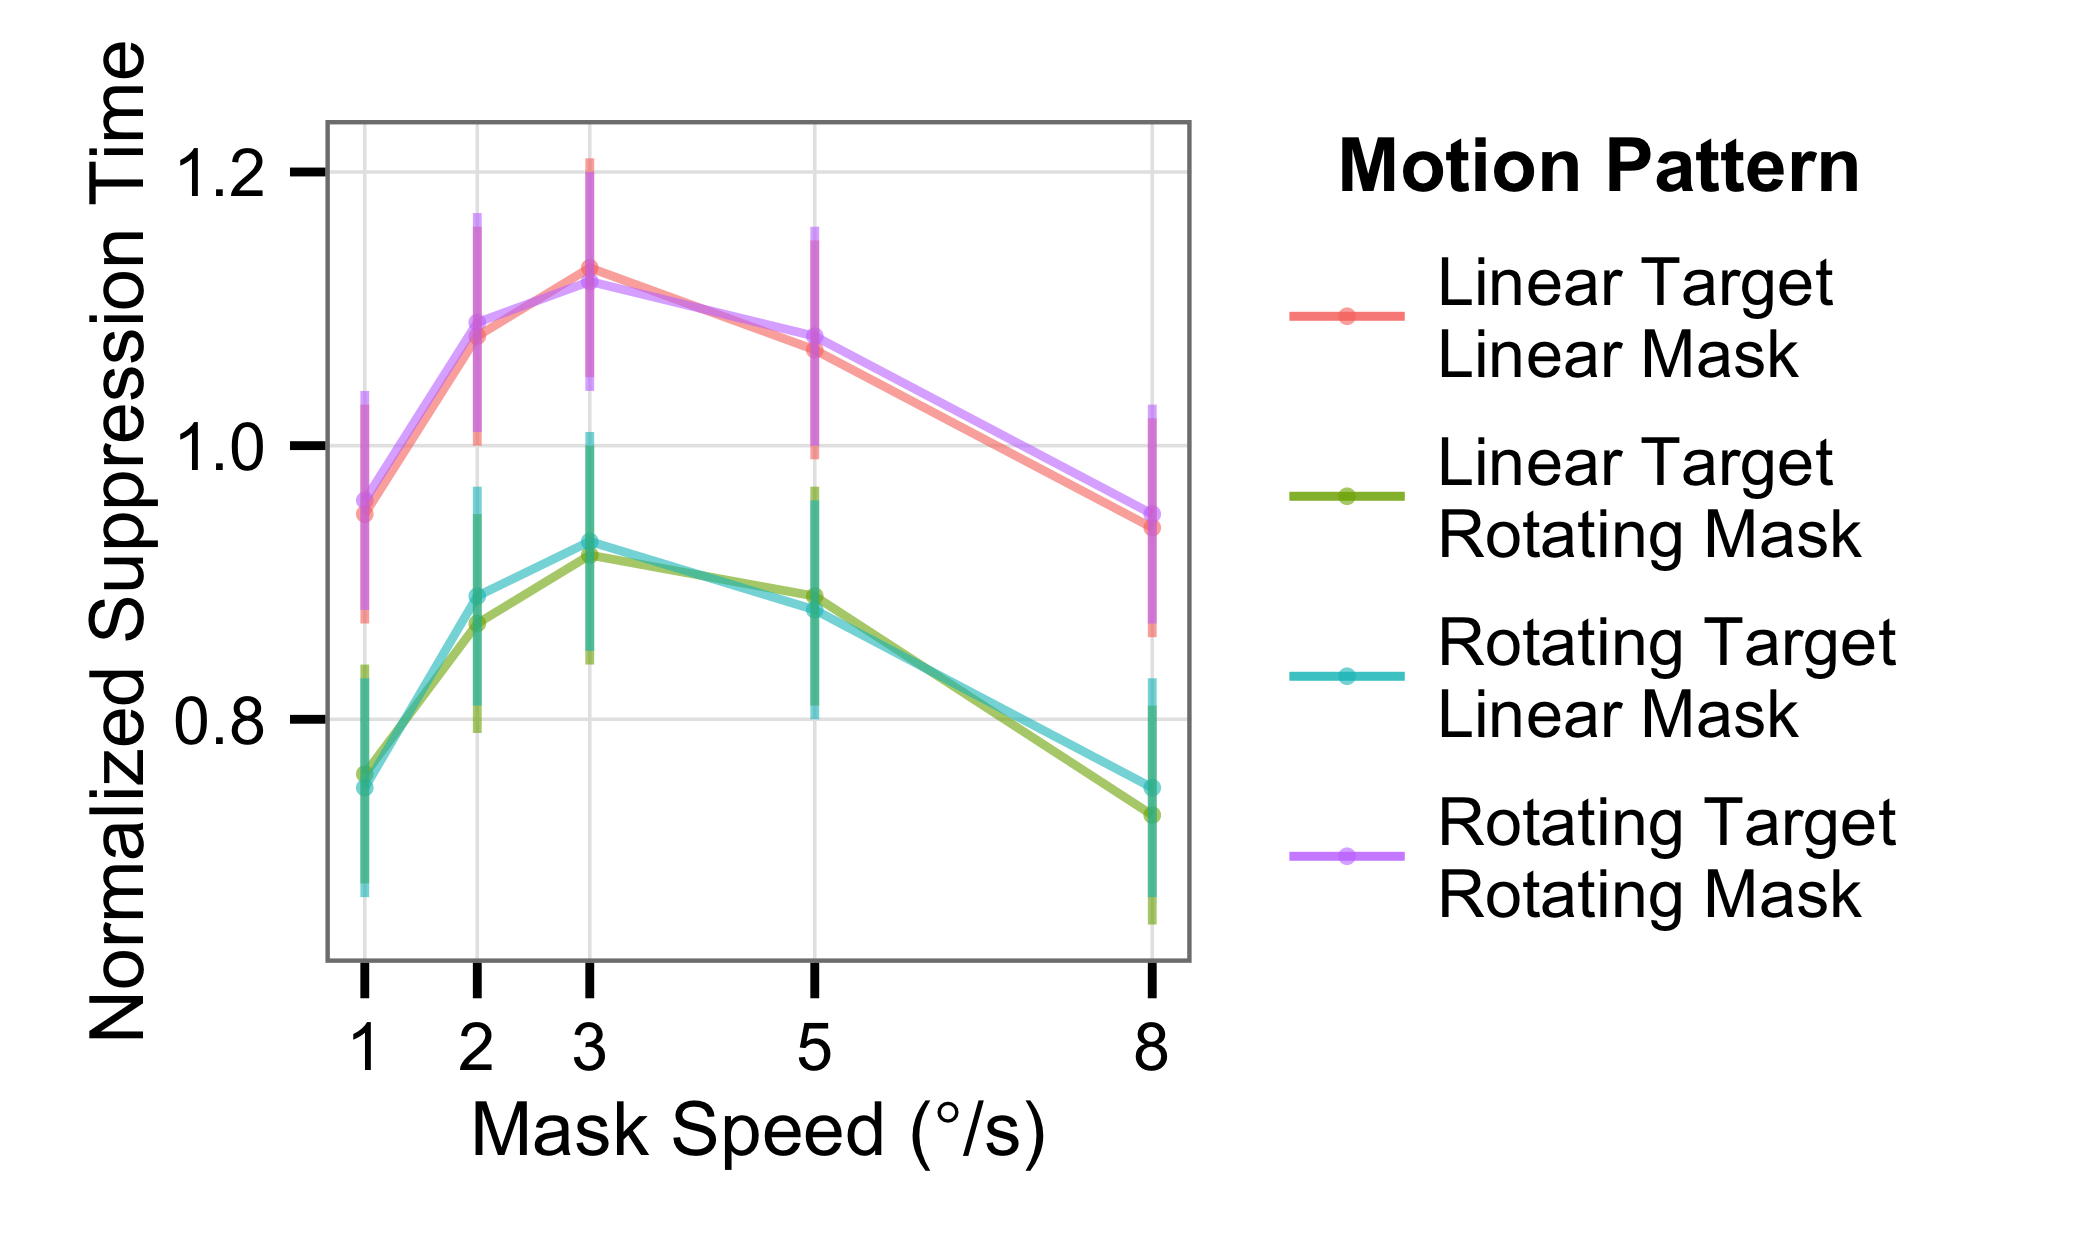 Normalized Suppression Time
1.2
1.0
0.8
1 2 3 5 8
Mask Speed (°/s)
Motion Pattern
Linear Target
Linear Mask
Linear Target
Rotating Mask
Rotating Target
Linear Mask
Rotating Target
Rotating Mask